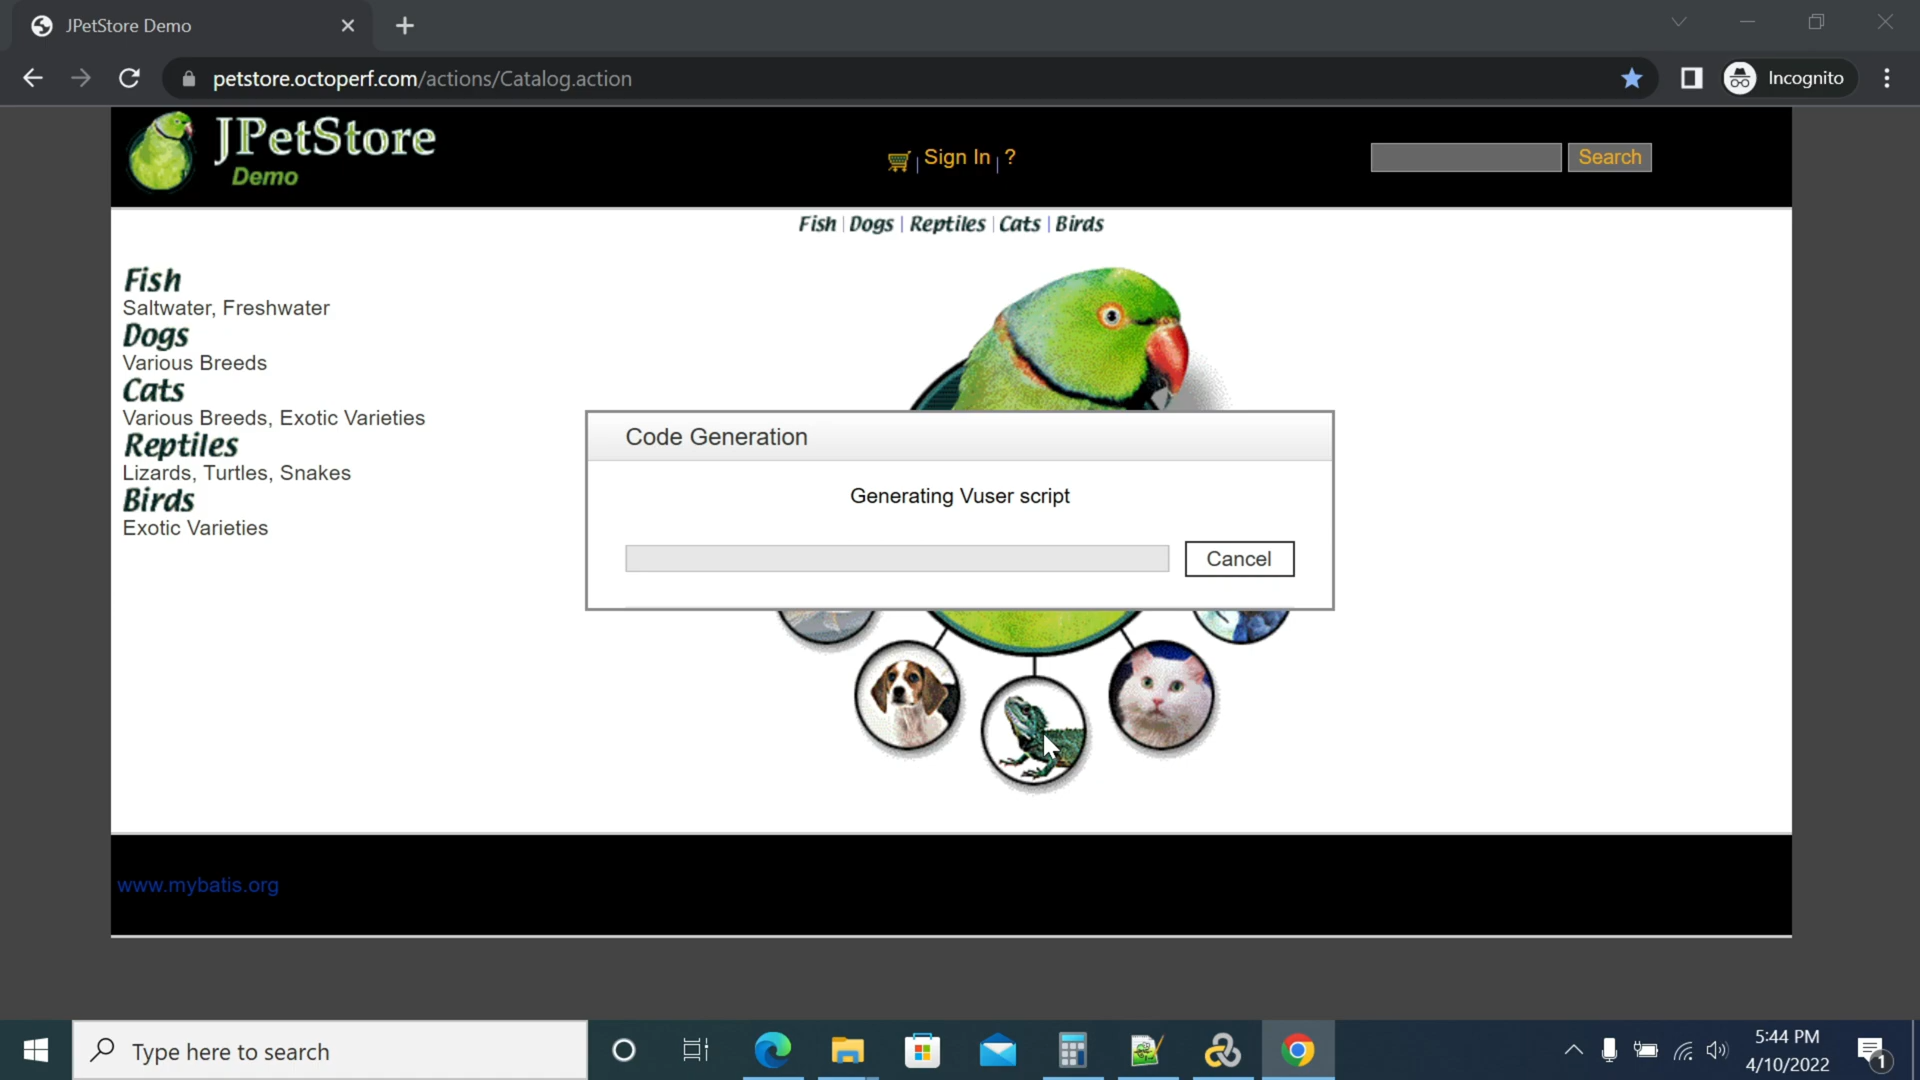 JPetStore Demo
petstore.octoperf.com/actions/Catalog.action
Incognito
JPetStore
Demo
Sign In | ?
Search
Fish | Dogs | Reptiles | Cats | Birds
Fish
Saltwater, Freshwater
Dogs
Various Breeds
Cats
Various Breeds, Exotic Varieties
Reptiles
Lizards, Turtles, Snakes
Birds
Exotic Varieties
Code Generation
Generating Vuser script
Cancel
www.mybatis.org
Type here to search
5:44 PM
4/10/2022
1